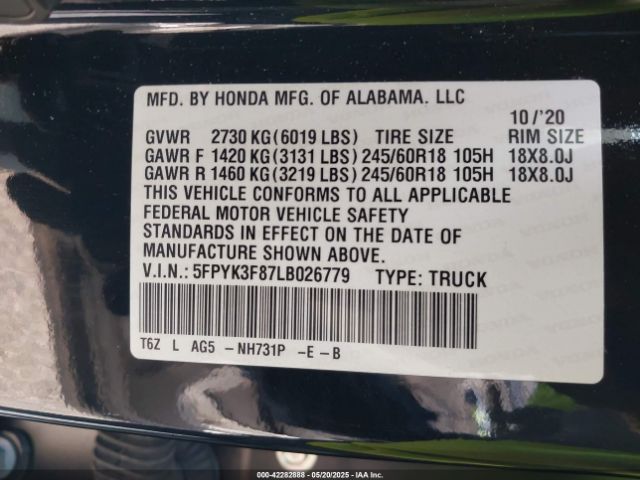 MFD. BY HONDA MFG. OF ALABAMA. LLC
10/'20
GVWR 2730 KG(6019 LBS) TIRE SIZE RIM SIZE
GAWR F 1420 KG(3131 LBS)245/60R18 105H 18X8.0J
GAWR R 1460 KG(3219 LBS)245/60R18 105H 18X8.0J
THIS VEHICLE CONFORMS TO ALL APPLICABLE
FEDERAL MOTOR VEHICLE SAFETY
STANDARDS IN EFFECT ON THE DATE OF
MANUFACTURE SHOWN ABOVE.
V.I.N.: 5FPYK3F87LB026779 TYPE: TRUCK
T6Z L AG5 -NH731P -E-B
000-42282888 - 05/20/2025 - IAAI, Inc.